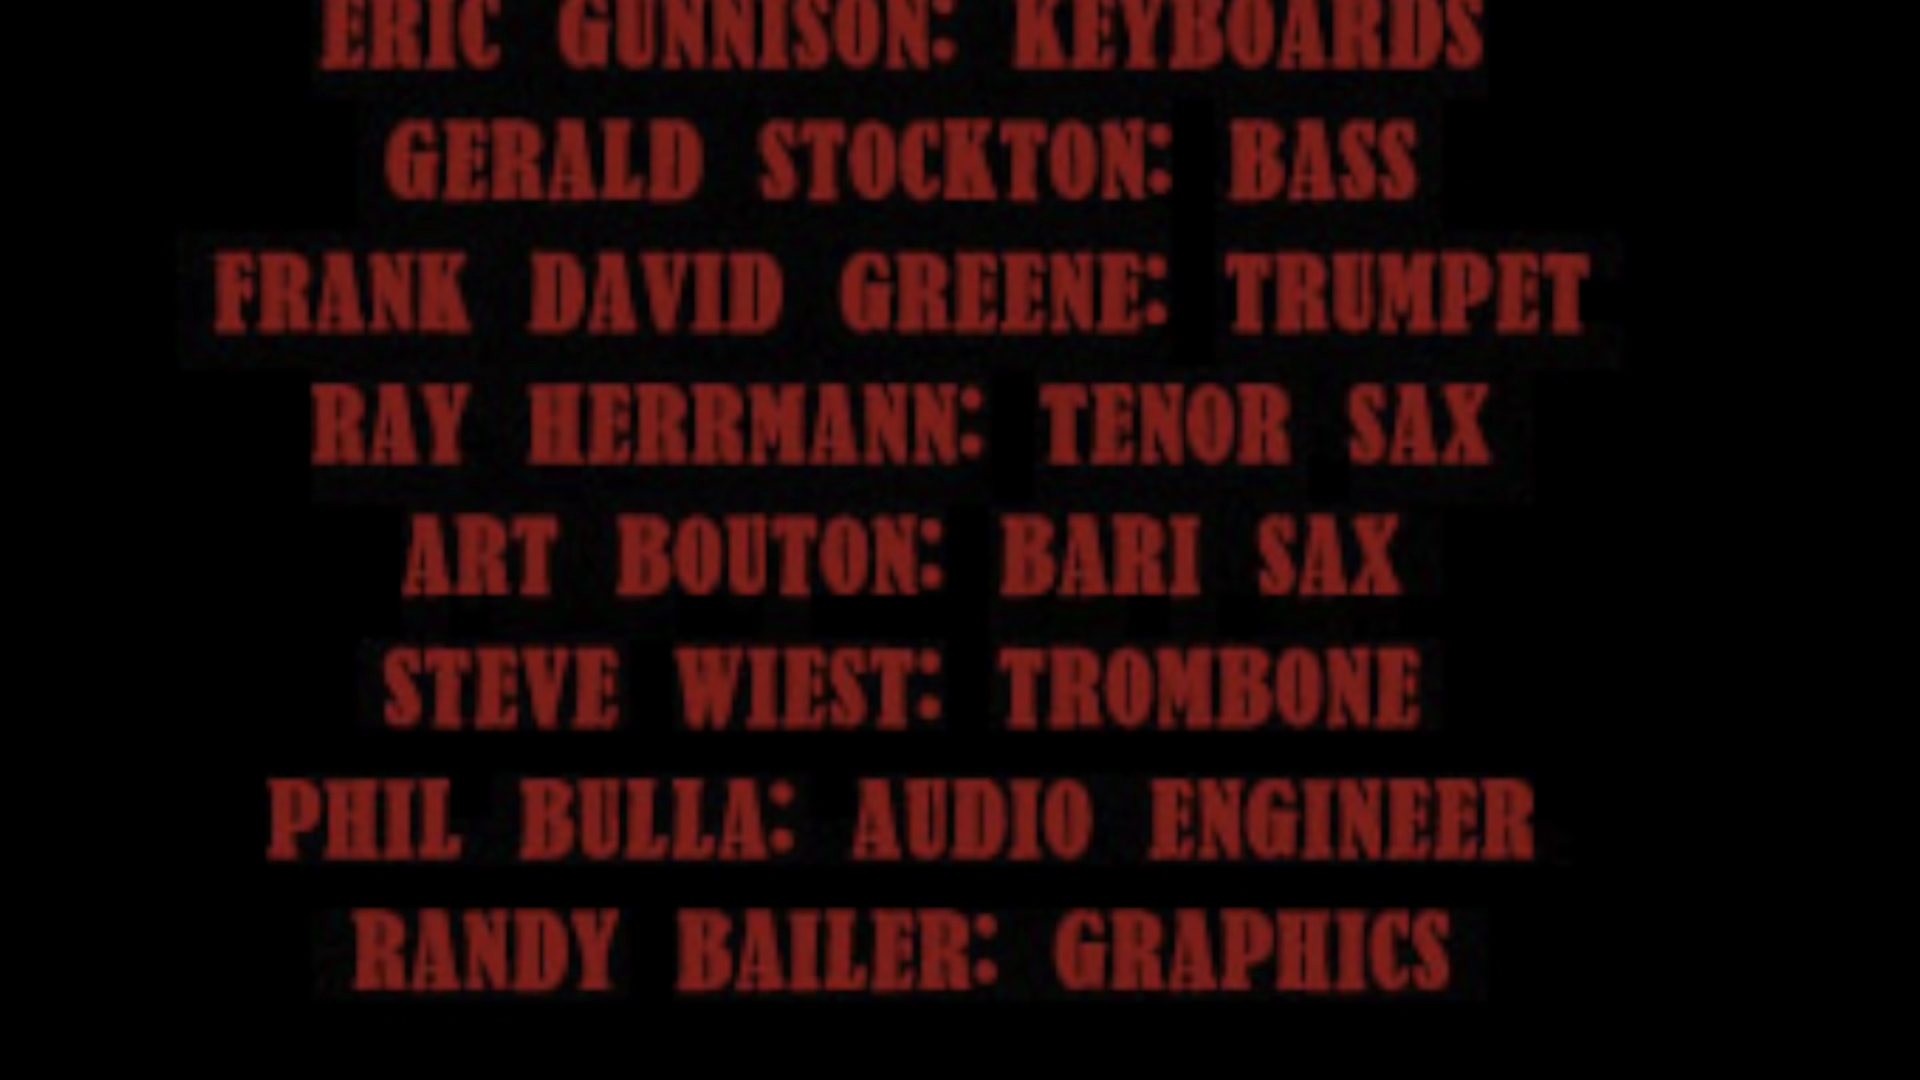 ERIC GUNNISON: KEYBOARDS
GERALD STOCKTON: BASS
FRANK DAVID GREENE: TRUMPET
RAY HERRMANN: TENOR SAX
ART BOUTON: BARI SAX
STEVE WIEST: TROMBONE
PHIL BULLA: AUDIO ENGINEER
RANDY BAILER: GRAPHICS